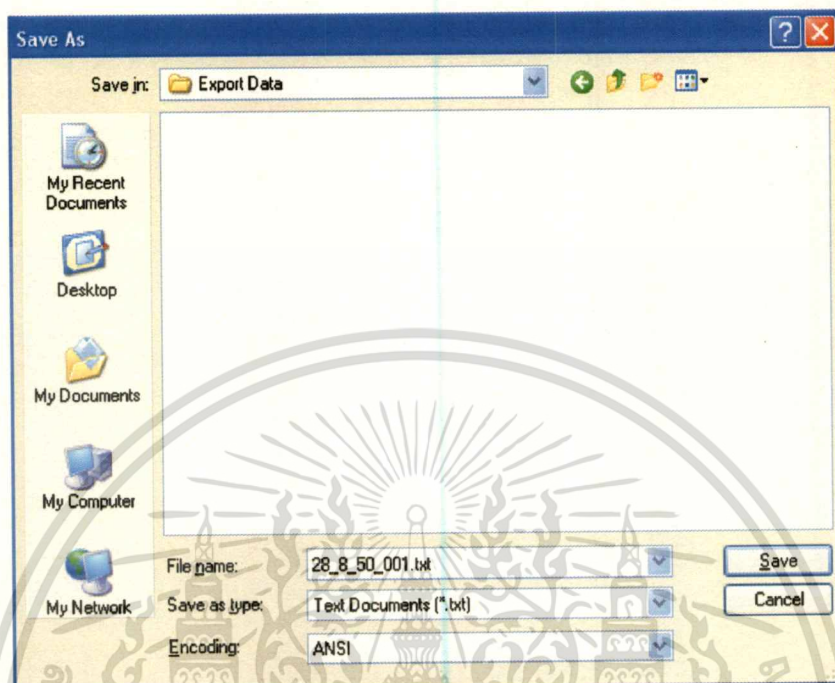 Save As
Save in: Export Data
My Recent
Documents
Desktop
My Documents
My Computer
My Network
File name: 28_8_50_001.txt Save
Save as type: Text Documents (*.txt) Cancel
Encoding: ANSI